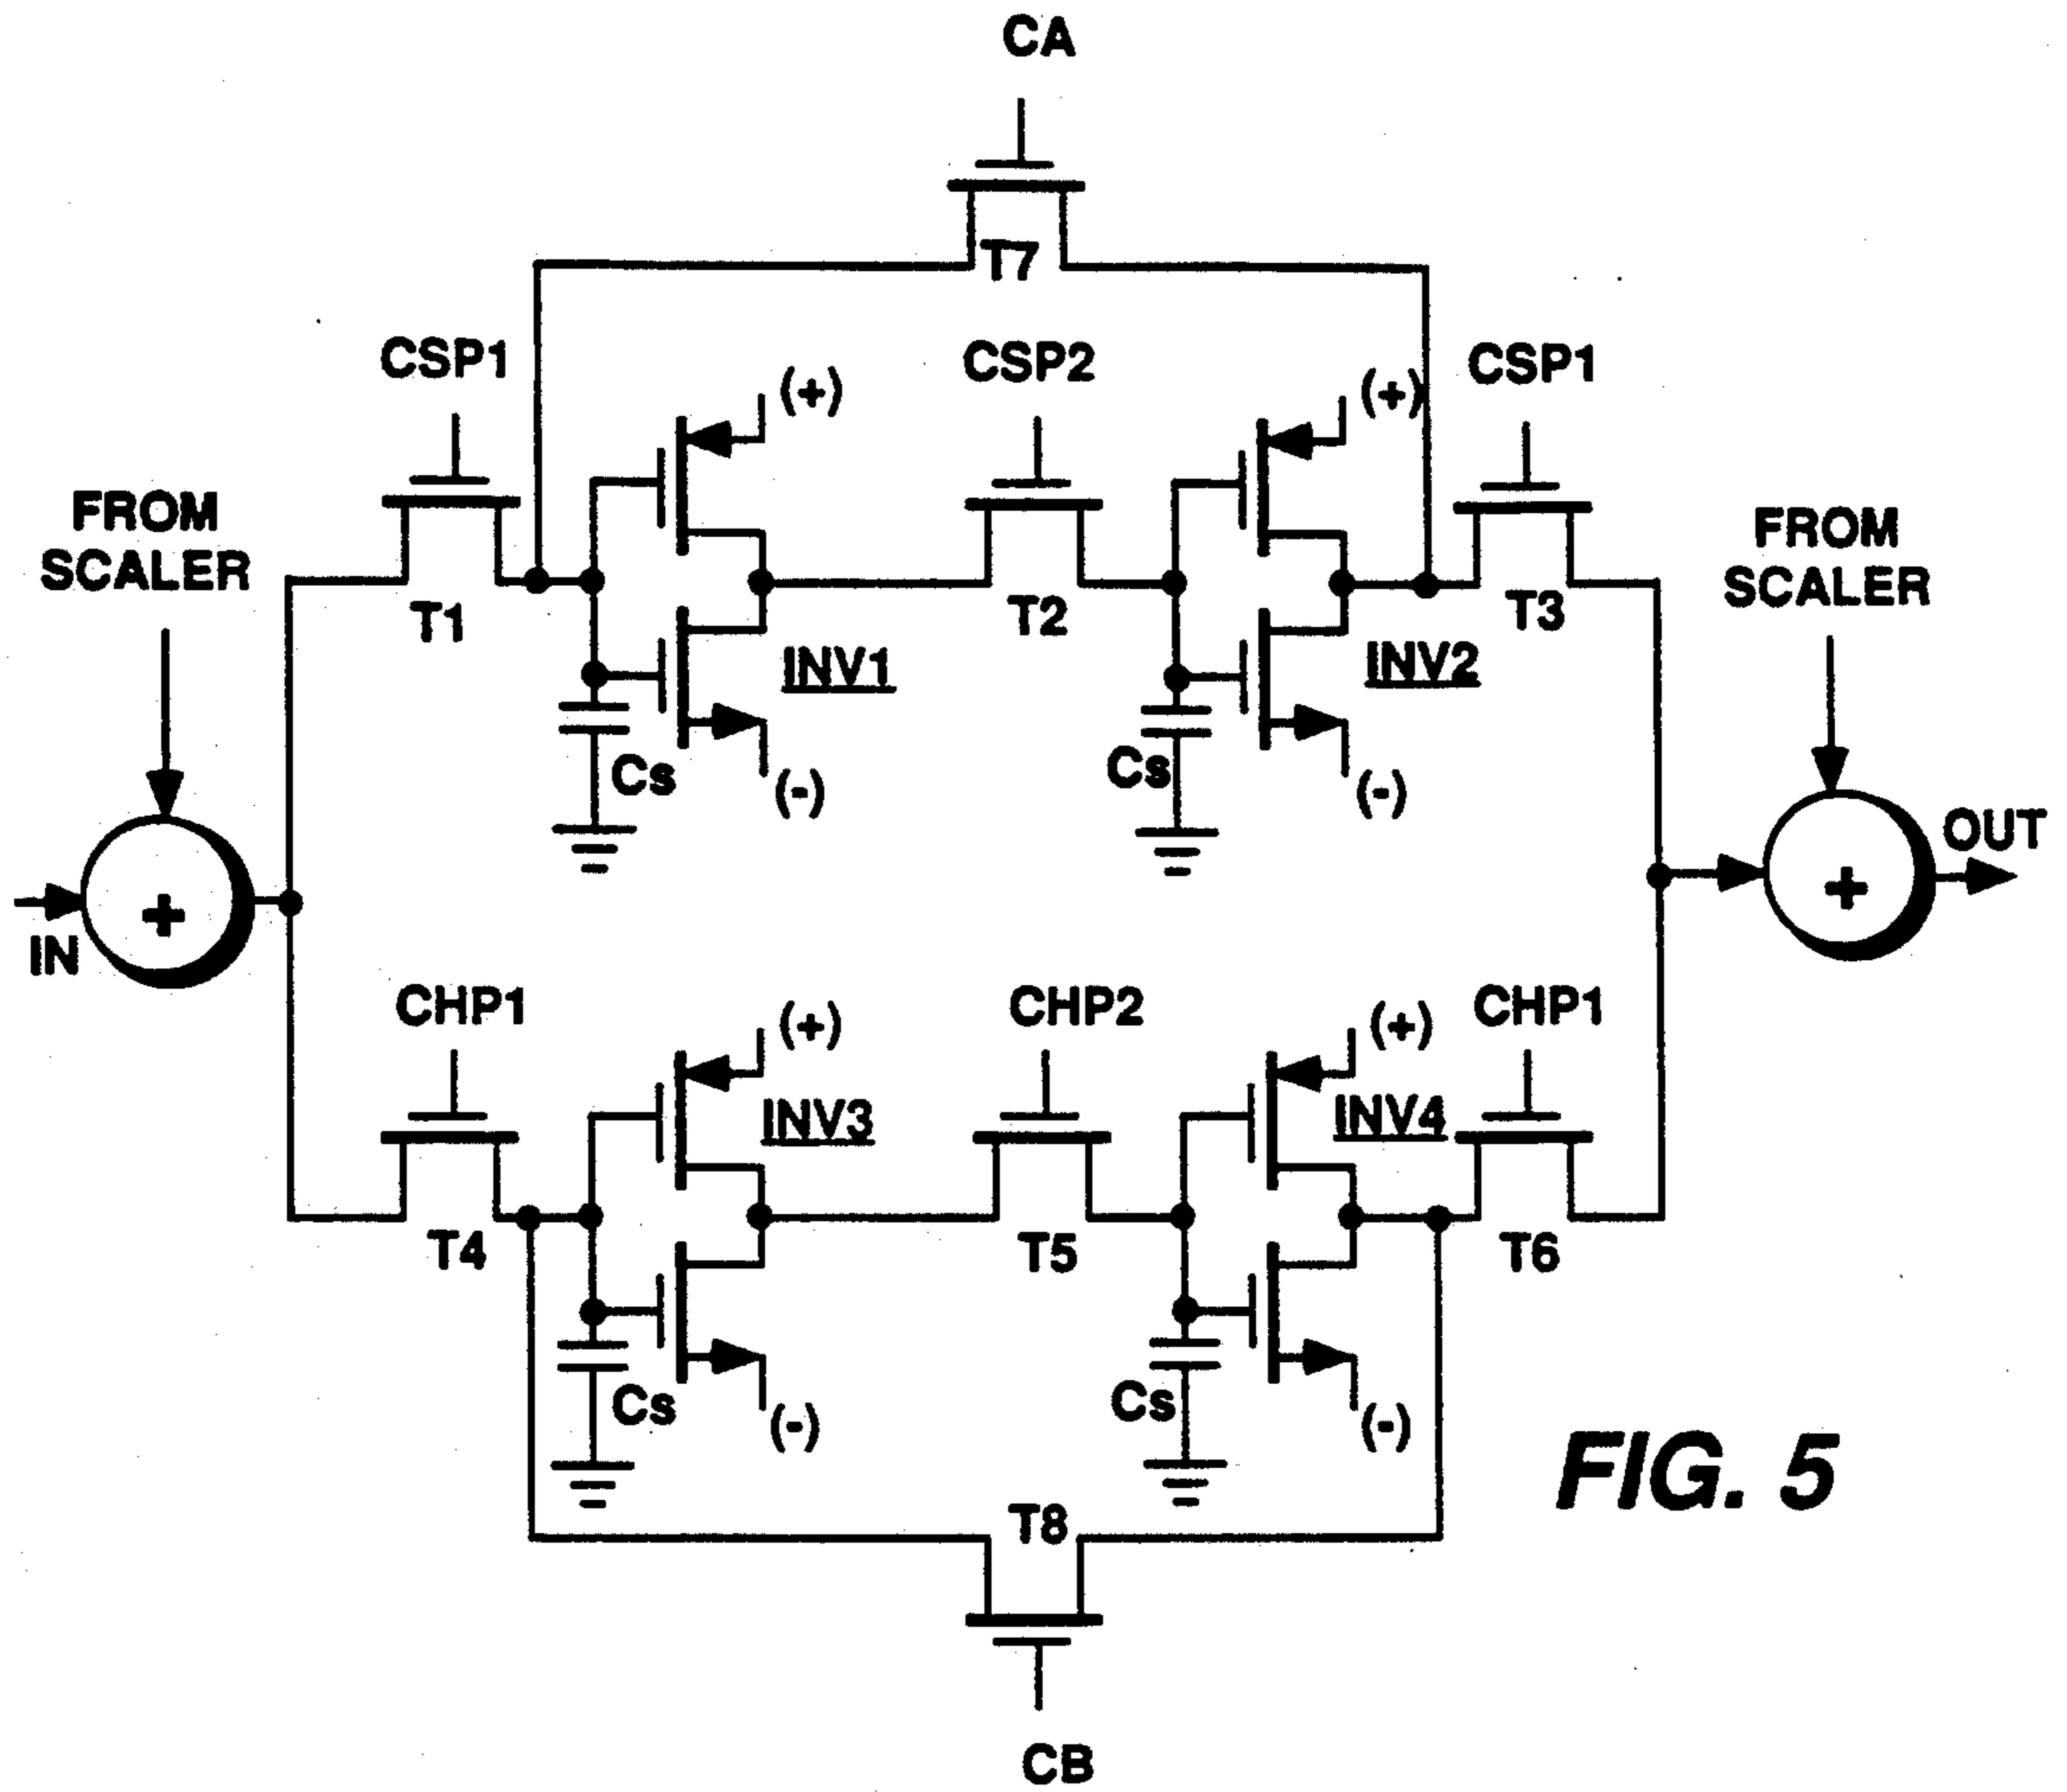 CA
T7
CSP1
CSP2
CSP1
(+)
(+)
FROM
SCALER
FROM
SCALER
T1
T2
T3
INV1
INV2
Cs
(-)
Cs
(-)
+
IN
+
OUT
CHP1
CHP2
CHP1
(+)
(+)
INV3
INV4
T4
T5
T6
Cs
(-)
Cs
(-)
T8
CB
FIG. 5